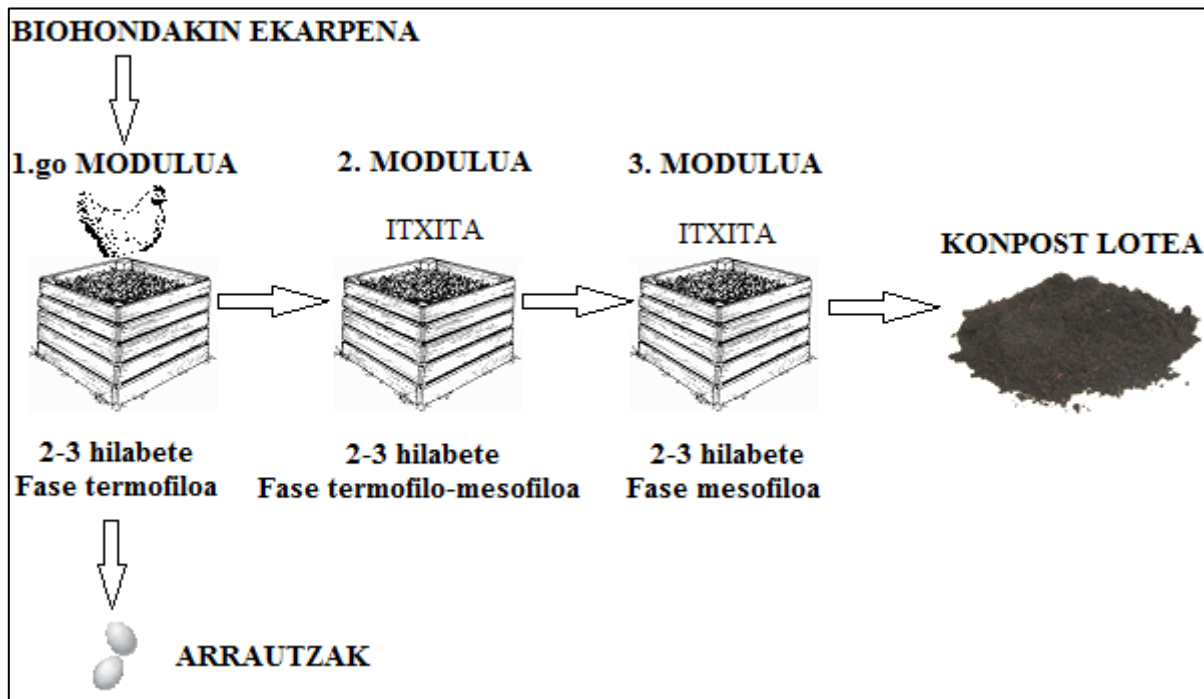 BIOHONDAKIN EKARPENA
1.go MODULUA
2. MODULUA
3. MODULUA
ITXITA
ITXITA
KONPOST LOTEA
2-3 hilabete
Fase termofiloa
2-3 hilabete
Fase termofilo-mesofiloa
2-3 hilabete
Fase mesofiloa
ARRAUTZAK